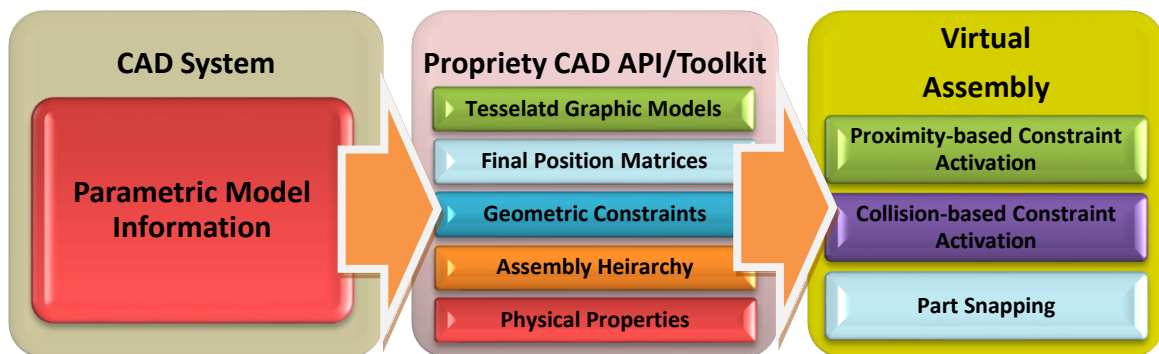 CAD System
Parametric Model
Information
Propriety CAD API/Toolkit
Tesselatd Graphic Models
Final Position Matrices
Geometric Constraints
Assembly Heirarchy
Physical Properties
Virtual
Assembly
Proximity-based Constraint
Activation
Collision-based Constraint
Activation
Part Snapping